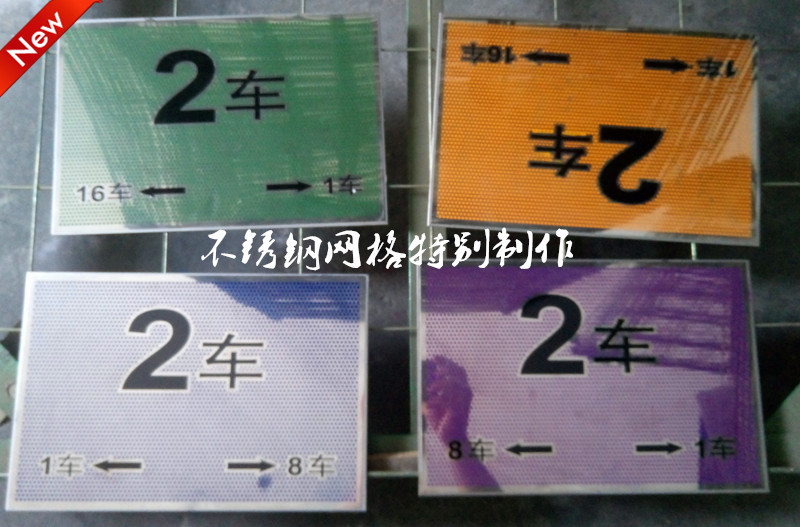 New
2车
16车 ← → 1车
2车
1车 ← → 16车
不锈钢网格特别制作
2车
1车 ← → 8车
2车
8车 ← → 1车